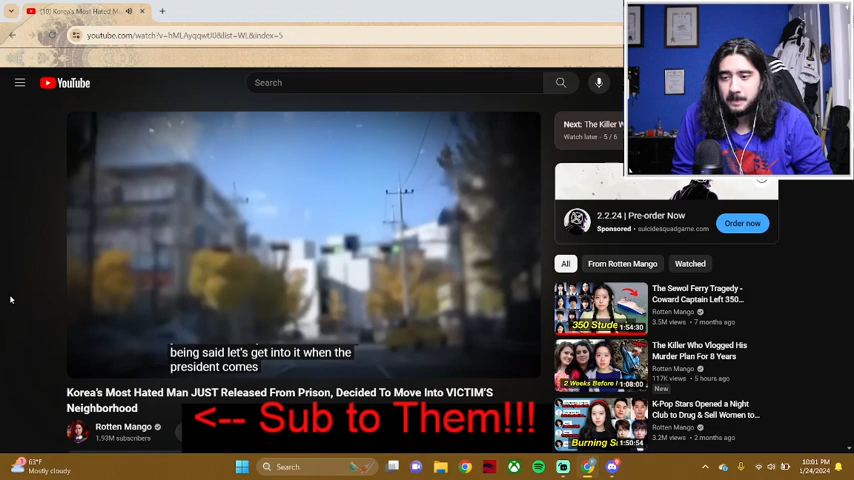 (10) Korea's Most Hated M
youtube.com/watch?v=hMLAyqqwtJ0&list=WL&index=5
YouTube
Search
Next: The Killer W
Watch later - 5 / 6
2.2.24 | Pre-order Now
Sponsored • suicidesquadgame.com
Order now
All
From Rotten Mango
Watched
being said let's get into it when the
president comes
Korea's Most Hated Man JUST Released From Prison, Decided To Move Into VICTIM'S
Neighborhood
Rotten Mango
1.93M subscribers
<-- Sub to Them!!!
The Sewol Ferry Tragedy -
Coward Captain Left 350...
Rotten Mango
3.5M views • 7 months ago
350 Stude
1:54:30
The Killer Who Vlogged His
Murder Plan For 8 Years
Rotten Mango
117K views • 5 hours ago
New
2 Weeks Before
1:08:00
K-Pop Stars Opened a Night
Club to Drug & Sell Women to...
Rotten Mango
3.2M views • 2 months ago
Burning S
1:50:54
63°F
Mostly cloudy
Search
10:01 PM
1/24/2024